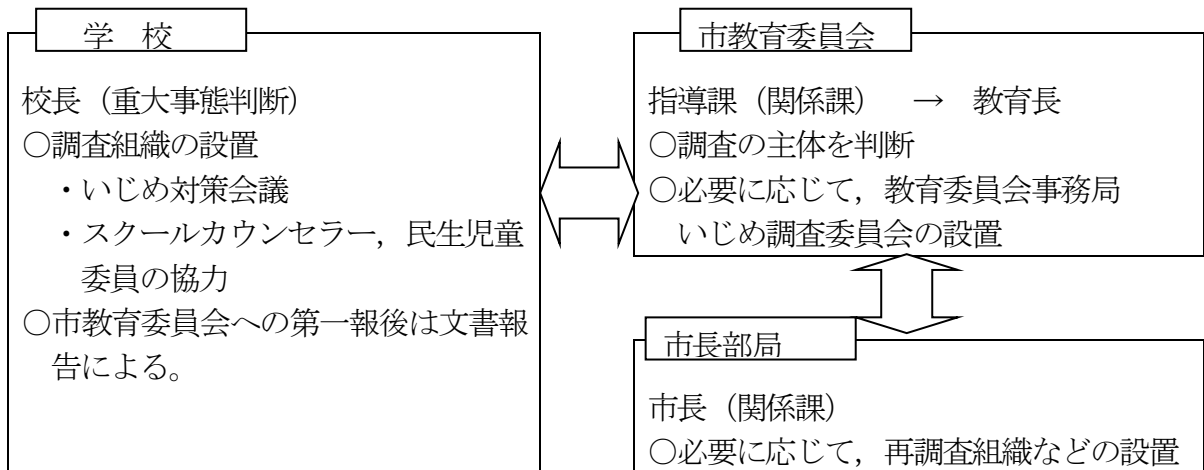 学 校
校長（重大事態判断）
○調査組織の設置
・いじめ対策会議
・スクールカウンセラー，民生児童
委員の協力
○市教育委員会への第一報後は文書報
告による。
市教育委員会
指導課（関係課） → 教育長
○調査の主体を判断
○必要に応じて，教育委員会事務局
いじめ調査委員会の設置
市長部局
市長（関係課）
○必要に応じて，再調査組織などの設置